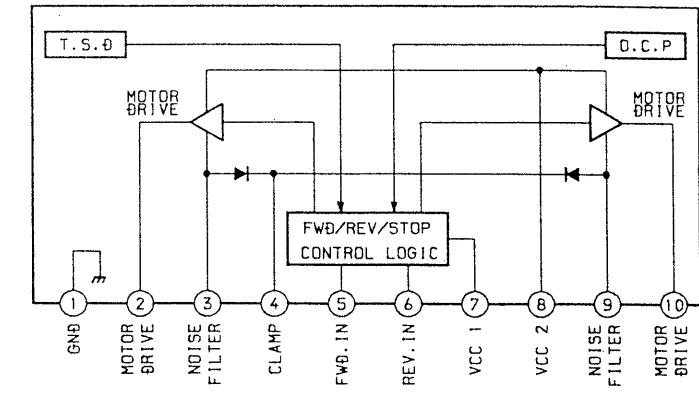 T.S.D
O.C.P
MOTOR
DRIVE
MOTOR
DRIVE
FWD/REV/STOP
CONTROL LOGIC
1
2
3
4
5
6
7
8
9
10
GND
MOTOR
DRIVE
NOISE
FILTER
CLAMP
FWD.IN
REV.IN
VCC 1
VCC 2
NOISE
FILTER
MOTOR
DRIVE